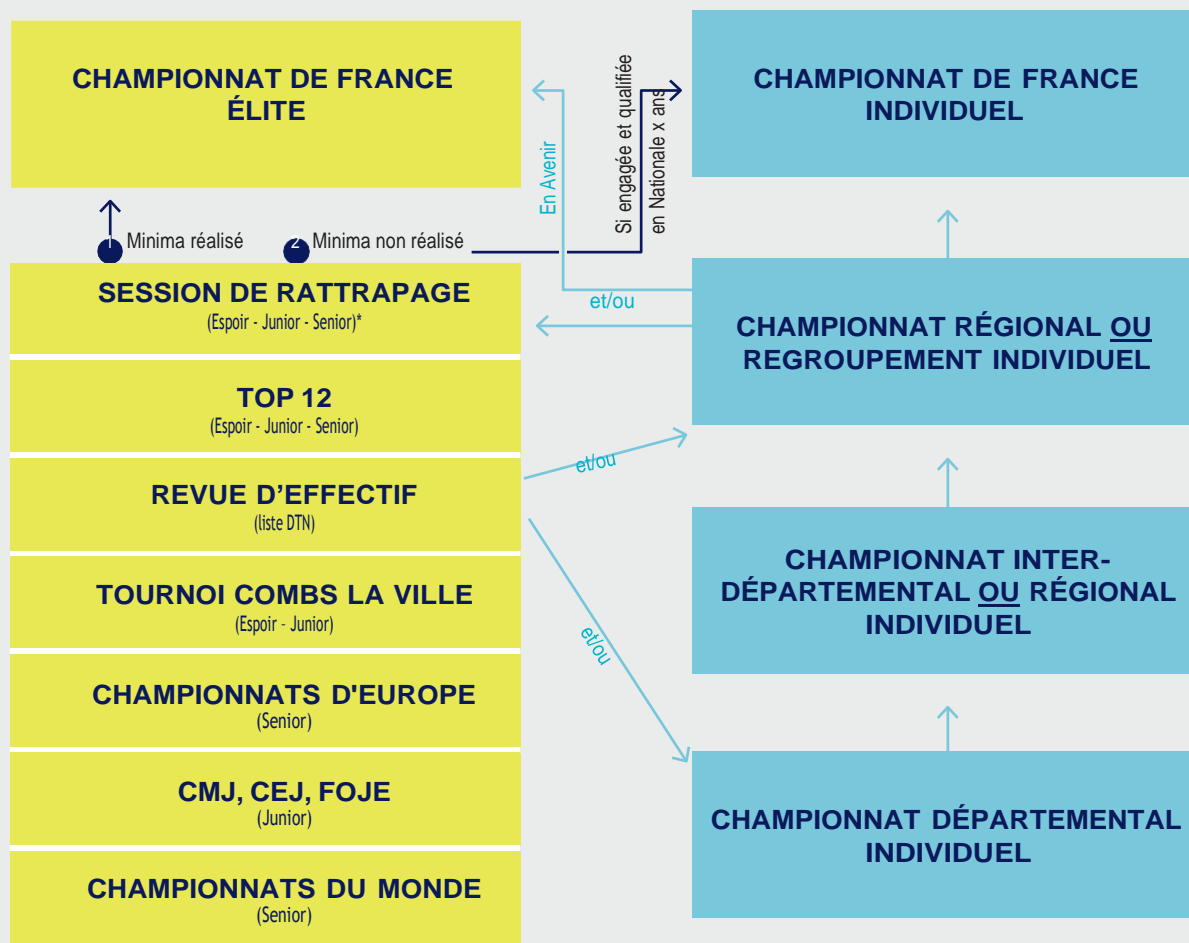 CHAMPIONNAT DE FRANCE
ÉLITE
En Avenir
Si engagée et qualifiée
en Nationale x ans
CHAMPIONNAT DE FRANCE
INDIVIDUEL
1 Minima réalisé
2 Minima non réalisé
SESSION DE RATTRAPAGE
(Espoir - Junior - Senior)*
et/ou
CHAMPIONNAT RÉGIONAL OU
REGROUPEMENT INDIVIDUEL
TOP 12
(Espoir - Junior - Senior)
et/ou
REVUE D’EFFECTIF
(liste DTN)
CHAMPIONNAT INTER-
DÉPARTEMENTAL OU RÉGIONAL
INDIVIDUEL
TOURNOI COMBS LA VILLE
(Espoir - Junior)
et/ou
CHAMPIONNATS D'EUROPE
(Senior)
CMJ, CEJ, FOJE
(Junior)
CHAMPIONNAT DÉPARTEMENTAL
INDIVIDUEL
CHAMPIONNATS DU MONDE
(Senior)